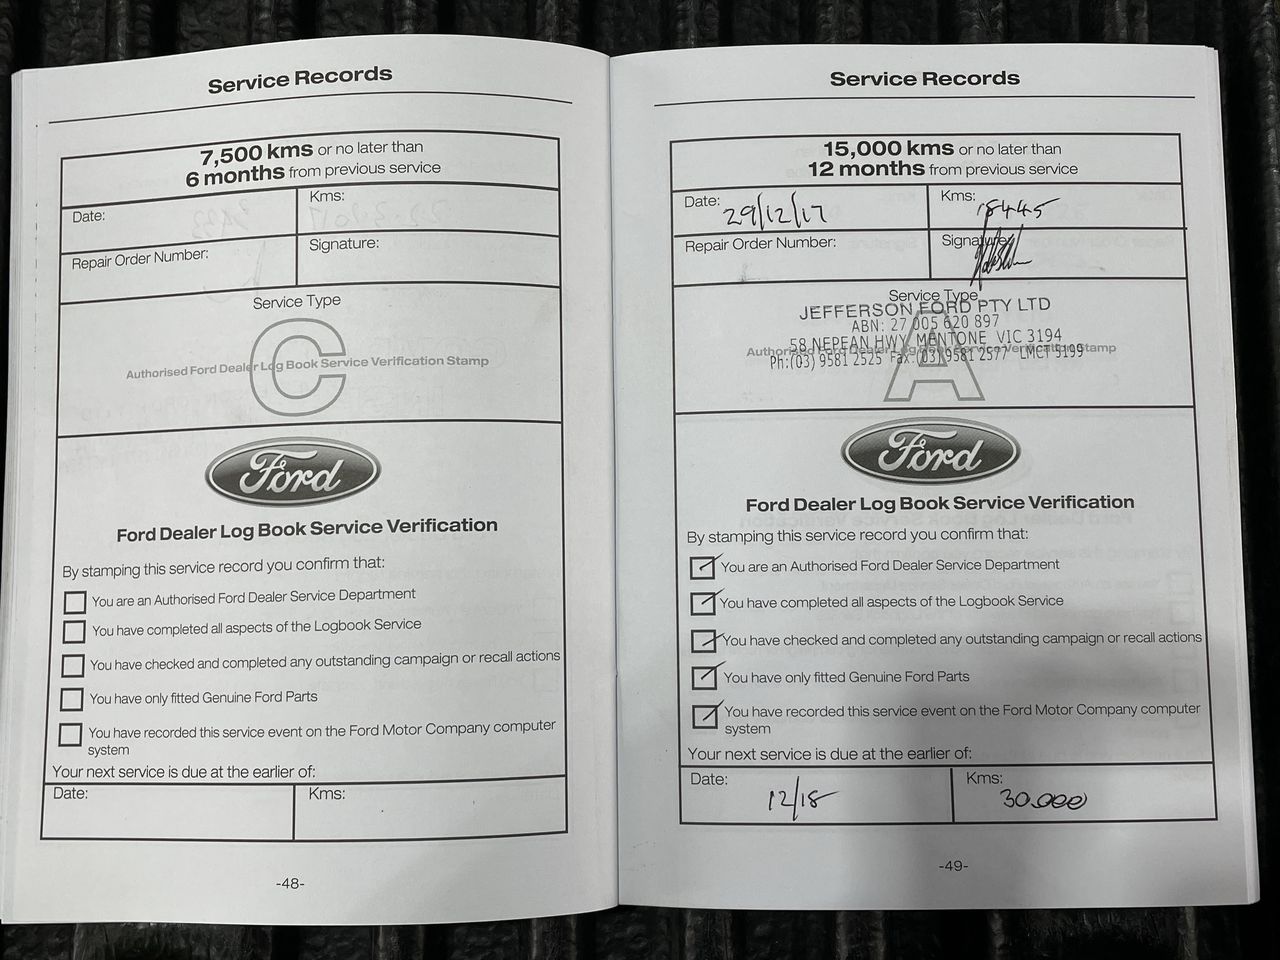 Service Records
7,500 kms or no later than
6 months from previous service
Date:
Kms:
Repair Order Number:
Signature:
Service Type
C
Authorised Ford Dealer Log Book Service Verification Stamp
Ford
Ford Dealer Log Book Service Verification
By stamping this service record you confirm that:
You are an Authorised Ford Dealer Service Department
You have completed all aspects of the Logbook Service
You have checked and completed any outstanding campaign or recall actions
You have only fitted Genuine Ford Parts
You have recorded this service event on the Ford Motor Company computer
system
Your next service is due at the earlier of:
Date:
Kms:
-48-
Service Records
15,000 kms or no later than
12 months from previous service
Date: 29/12/17
Kms: 18445
Repair Order Number:
Signature:
Service Type
JEFFERSON FORD PTY LTD
ABN: 27 005 620 897
58 NEPEAN HWY, MENTONE VIC 3194
Authorised Ford Dealer Log Book Service Verification Stamp
Ph:(03) 9581 2525 Fax (03) 9581 2577 LMCT 9199
A
Ford
Ford Dealer Log Book Service Verification
By stamping this service record you confirm that:
You are an Authorised Ford Dealer Service Department
You have completed all aspects of the Logbook Service
You have checked and completed any outstanding campaign or recall actions
You have only fitted Genuine Ford Parts
You have recorded this service event on the Ford Motor Company computer
system
Your next service is due at the earlier of:
Date: 12/18
Kms: 30.000
-49-